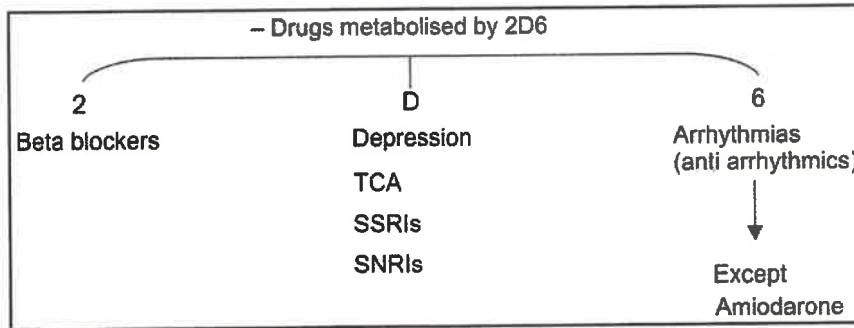 – Drugs metabolised by 2D6
2
Beta blockers
D
Depression
TCA
SSRIs
SNRIs
6
Arrhythmias
(anti arrhythmics)
Except
Amiodarone